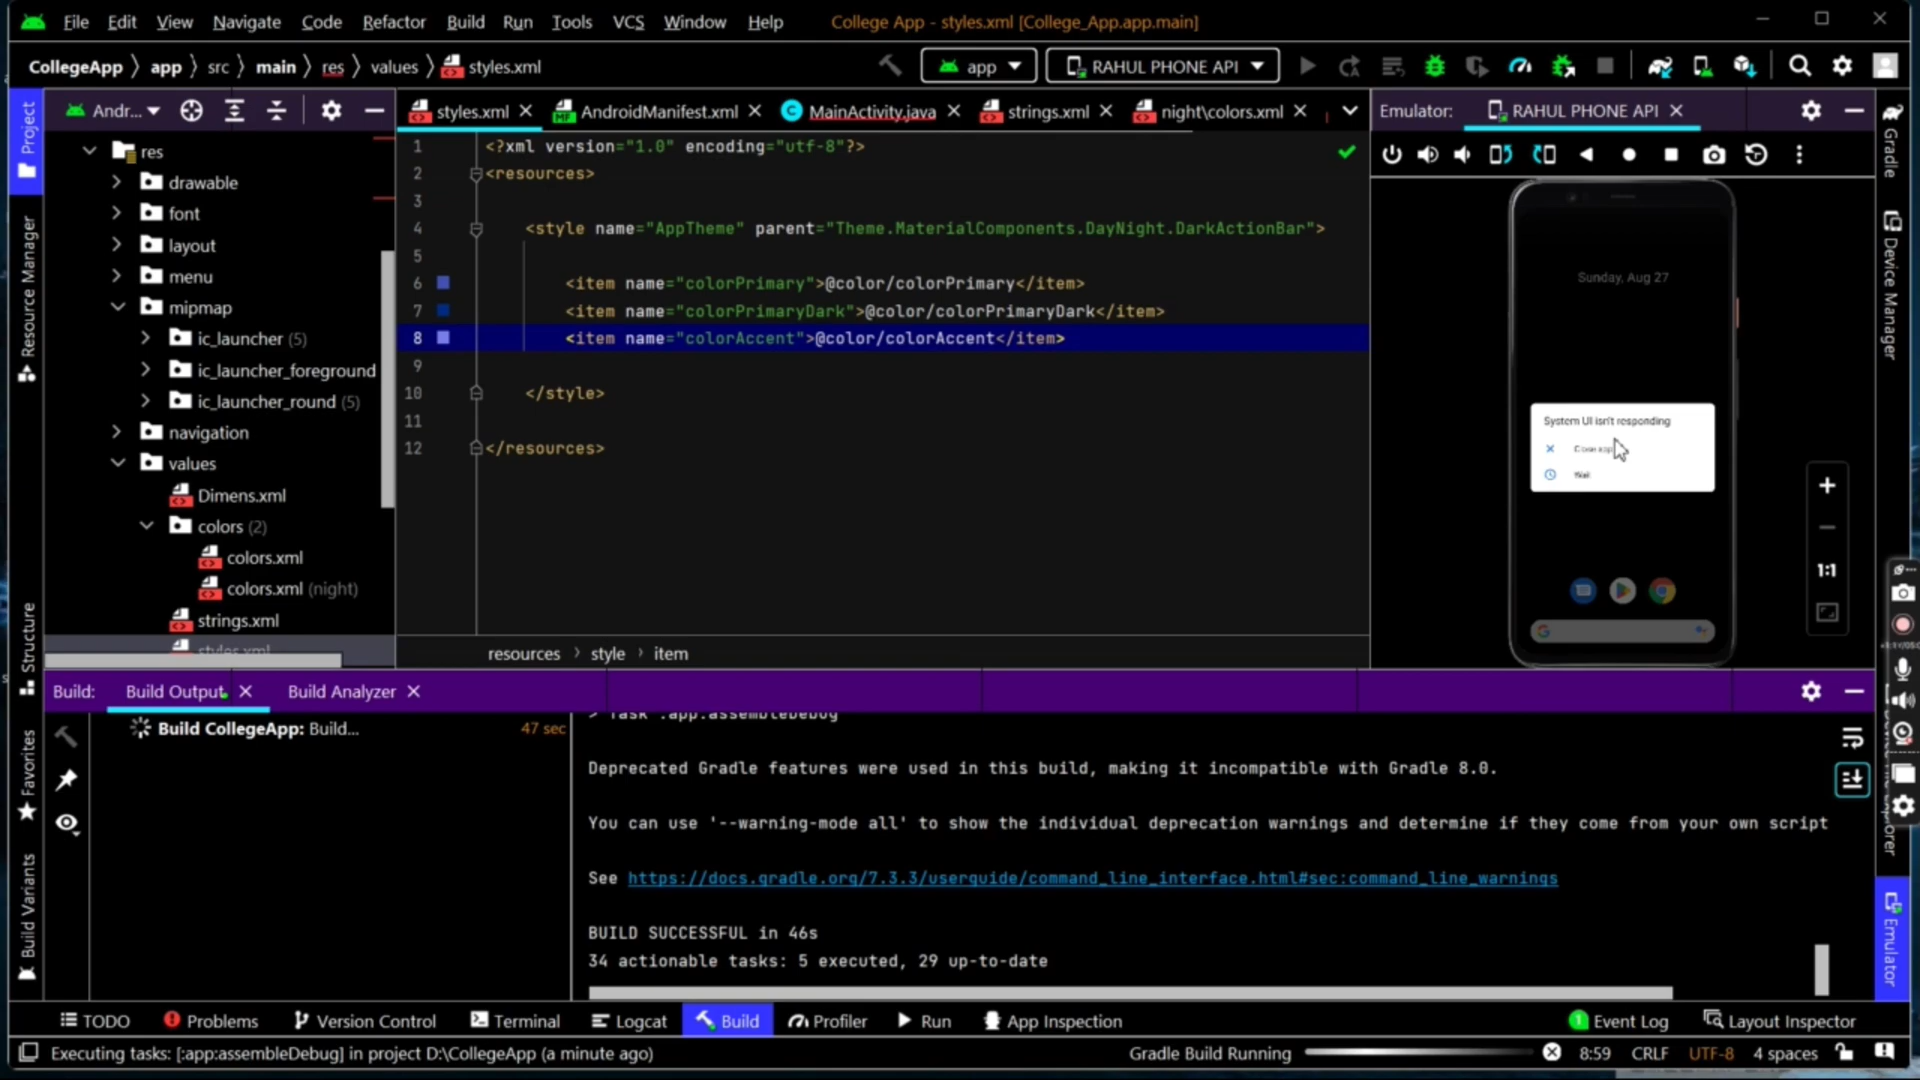 File Edit View Navigate Code Refactor Build Run Tools VCS Window Help College App - styles.xml [College_App.app.main]
CollegeApp app src main res values styles.xml app RAHUL PHONE API
Andr... styles.xml AndroidManifest.xml MainActivity.java strings.xml night\colors.xml Emulator: RAHUL PHONE API
Project
Resource Manager
Structure
Favorites
Build Variants
res
drawable
font
layout
menu
mipmap
ic_launcher (5)
ic_launcher_foreground
ic_launcher_round (5)
navigation
values
Dimens.xml
colors (2)
colors.xml
colors.xml (night)
strings.xml
styles.xml
1 <?xml version="1.0" encoding="utf-8"?>
2 <resources>
3
4 <style name="AppTheme" parent="Theme.MaterialComponents.DayNight.DarkActionBar">
5
6 <item name="colorPrimary">@color/colorPrimary</item>
7 <item name="colorPrimaryDark">@color/colorPrimaryDark</item>
8 <item name="colorAccent">@color/colorAccent</item>
9
10 </style>
11
12 </resources>
resources style item
Sunday, Aug 27
System UI isn't responding
Close app
Wait
1:1
Gradle
Device Manager
Emulator
Build: Build Output Build Analyzer
Build CollegeApp: Build... 47 sec
> Task :app:assembleDebug
Deprecated Gradle features were used in this build, making it incompatible with Gradle 8.0.
You can use '--warning-mode all' to show the individual deprecation warnings and determine if they come from your own script
See https://docs.gradle.org/7.3.3/userguide/command_line_interface.html#sec:command_line_warnings
BUILD SUCCESSFUL in 46s
34 actionable tasks: 5 executed, 29 up-to-date
TODO Problems Version Control Terminal Logcat Build Profiler Run App Inspection 1 Event Log Layout Inspector
Executing tasks: [:app:assembleDebug] in project D:\CollegeApp (a minute ago) Gradle Build Running 8:59 CRLF UTF-8 4 spaces